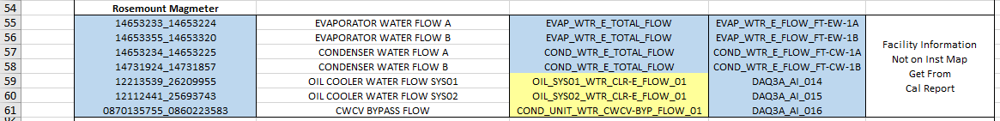 54
Rosemount Magmeter
55 14653233_14653224 EVAPORATOR WATER FLOW A EVAP_WTR_E_TOTAL_FLOW EVAP_WTR_E_FLOW_FT-EW-1A
56 14653355_14653320 EVAPORATOR WATER FLOW B EVAP_WTR_E_TOTAL_FLOW EVAP_WTR_E_FLOW_FT-EW-1B
57 14653234_14653225 CONDENSER WATER FLOW A COND_WTR_E_TOTAL_FLOW COND_WTR_E_FLOW_FT-CW-1A
58 14731924_14731857 CONDENSER WATER FLOW B COND_WTR_E_TOTAL_FLOW COND_WTR_E_FLOW_FT-CW-1B
59 12213539_26209955 OIL COOLER WATER FLOW SYS01 OIL_SYS01_WTR_CLR-E_FLOW_01 DAQ3A_AI_014
60 12112441_25693743 OIL COOLER WATER FLOW SYS02 OIL_SYS02_WTR_CLR-E_FLOW_01 DAQ3A_AI_015
61 0870135755_0860223583 CWCV BYPASS FLOW COND_UNIT_WTR_CWCV-BYP_FLOW_01 DAQ3A_AI_016
Facility Information
Not on Inst Map
Get From
Cal Report